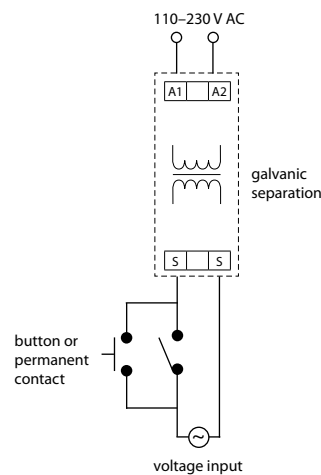 110–230 V AC
A1 A2
galvanic
separation
S S
button or
permanent
contact
voltage input